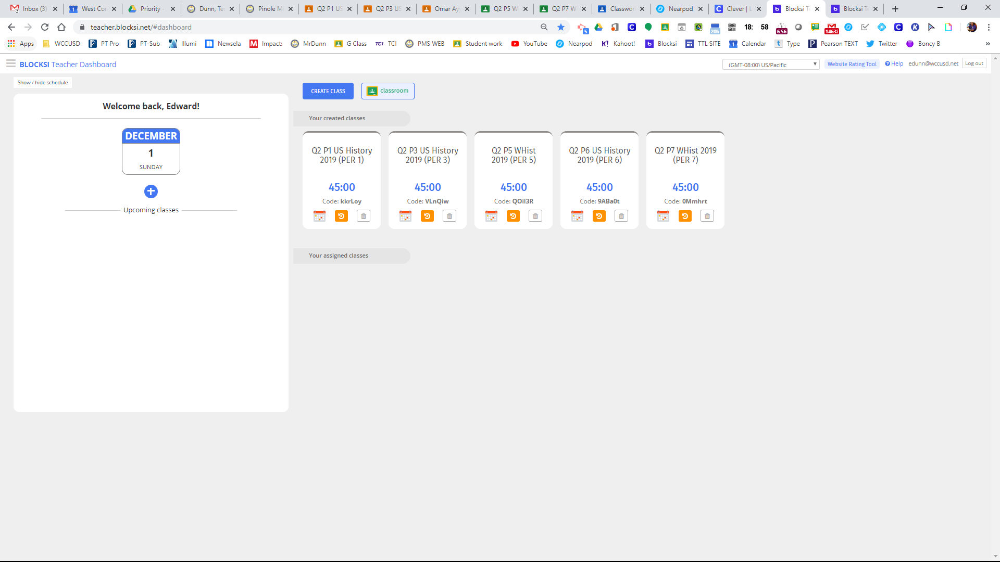 Inbox (3)
West Cor
Priority -
Dunn, Te
Pinole M
Q2 P1 US
Q2 P3 US
Omar Ay
Q2 P5 W
Q2 P7 W
Classwor
Nearpod
Clever | L
Blocksi Te
Blocksi Te
teacher.blocksi.net/#dashboard
5
20h
18:
58
6:56
14632
Apps
WCCUSD
PT Pro
PT-Sub
Illumi
Newsela
Impact:
MrDunn
G Class
TCi TCI
PMS WEB
Student work
YouTube
Nearpod
K! Kahoot!
Blocksi
TTL SITE
Calendar
Type
Pearson TEXT
Twitter
Boncy B
»
BLOCKSI Teacher Dashboard
(GMT-08:00) US/Pacific
Website Rating Tool
Help
edunn@wccusd.net
Log out
Show / hide schedule
Welcome back, Edward!
DECEMBER
1
SUNDAY
Upcoming classes
CREATE CLASS
classroom
Your created classes
Q2 P1 US History
2019 (PER 1)
45:00
Code: kkrLoy
Q2 P3 US History
2019 (PER 3)
45:00
Code: VLnQiw
Q2 P5 WHist
2019 (PER 5)
45:00
Code: QOil3R
Q2 P6 US History
2019 (PER 6)
45:00
Code: 9ABa0t
Q2 P7 WHist 2019
(PER 7)
45:00
Code: 0Mmhrt
Your assigned classes